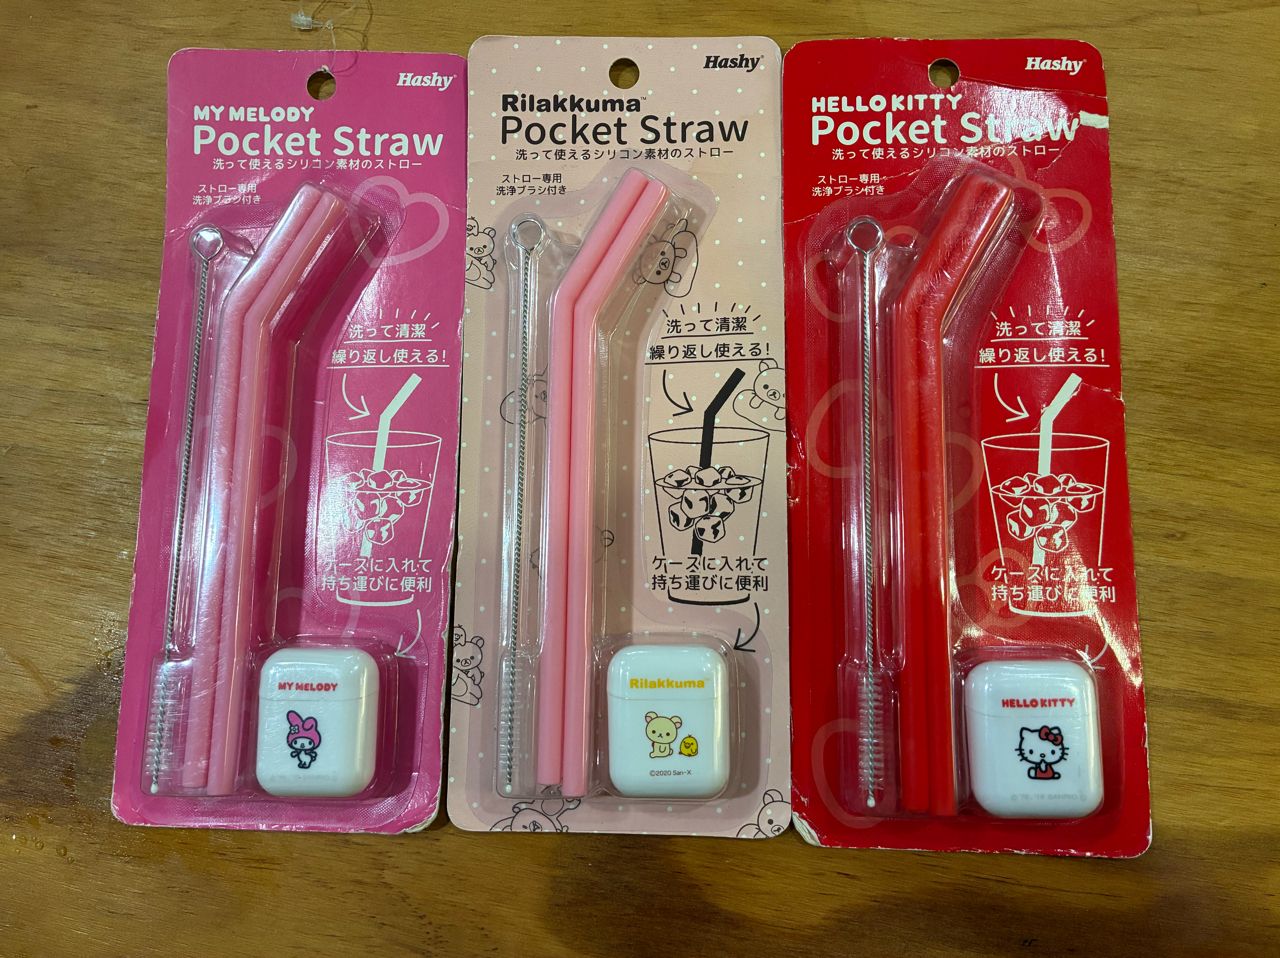 Hashy
MY MELODY
Pocket Straw
洗って使えるシリコン素材のストロー
ストロー専用
洗浄ブラシ付き
洗って清潔
繰り返し使える!
ケースに入れて
持ち運びに便利
MY MELODY
Hashy
Rilakkuma™
Pocket Straw
洗って使えるシリコン素材のストロー
ストロー専用
洗浄ブラシ付き
洗って清潔
繰り返し使える!
ケースに入れて
持ち運びに便利
Rilakkuma™
©2020 San-X
Hashy
HELLO KITTY
Pocket Straw
洗って使えるシリコン素材のストロー
ストロー専用
洗浄ブラシ付き
洗って清潔
繰り返し使える!
ケースに入れて
持ち運びに便利
HELLO KITTY